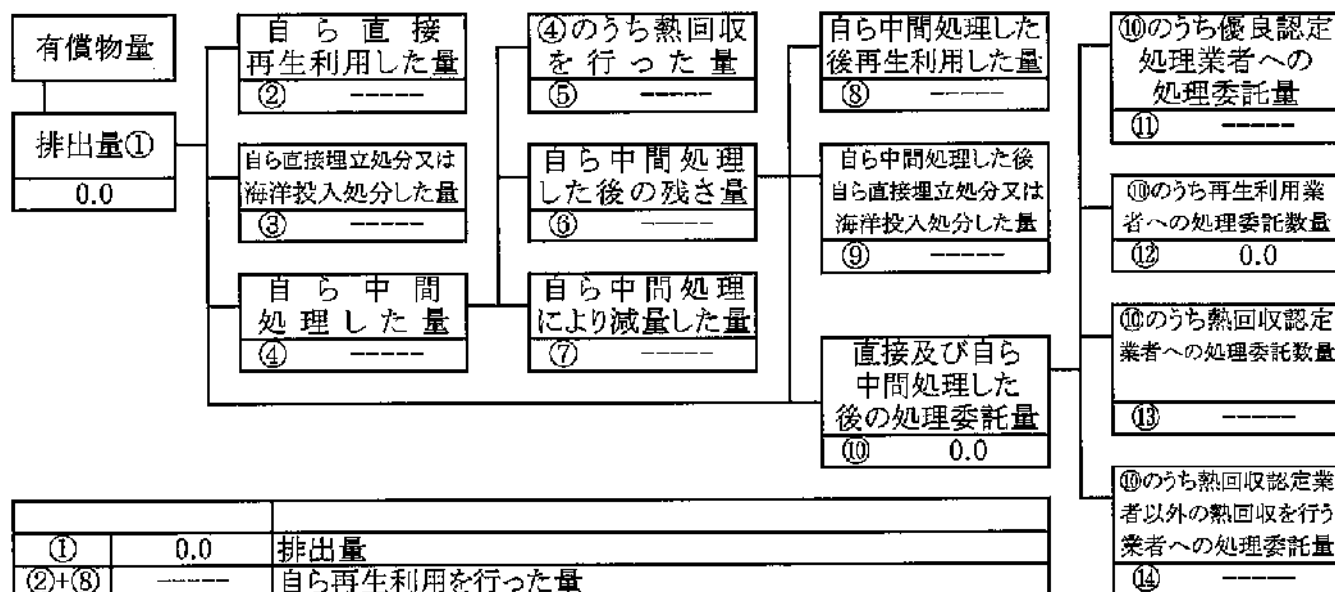 有償物量
排出量①
0.0
自ら直接
再生利用した量
② -----
自ら直接埋立処分又は
海洋投入処分した量
③ -----
自ら中間
処理した量
④ -----
④のうち熱回収
を行った量
⑤ -----
自ら中間処理
した後の残さ量
⑥ -----
自ら中間処理
により減量した量
⑦ -----
自ら中間処理した
後再生利用した量
⑧ -----
自ら中間処理した後
自ら直接埋立処分又は
海洋投入処分した量
⑨ -----
直接及び自ら
中間処理した
後の処理委託量
⑩ 0.0
⑩のうち優良認定
処理業者への
処理委託量
⑪ -----
⑩のうち再生利用業
者への処理委託数量
⑫ 0.0
⑩のうち熱回収認定
業者への処理委託数量
⑬ -----
⑩のうち熱回収認定業
者以外の熱回収を行う
業者への処理委託量
⑭ -----
① 0.0 排出量
②+⑧ ----- 自ら再生利用を行った量